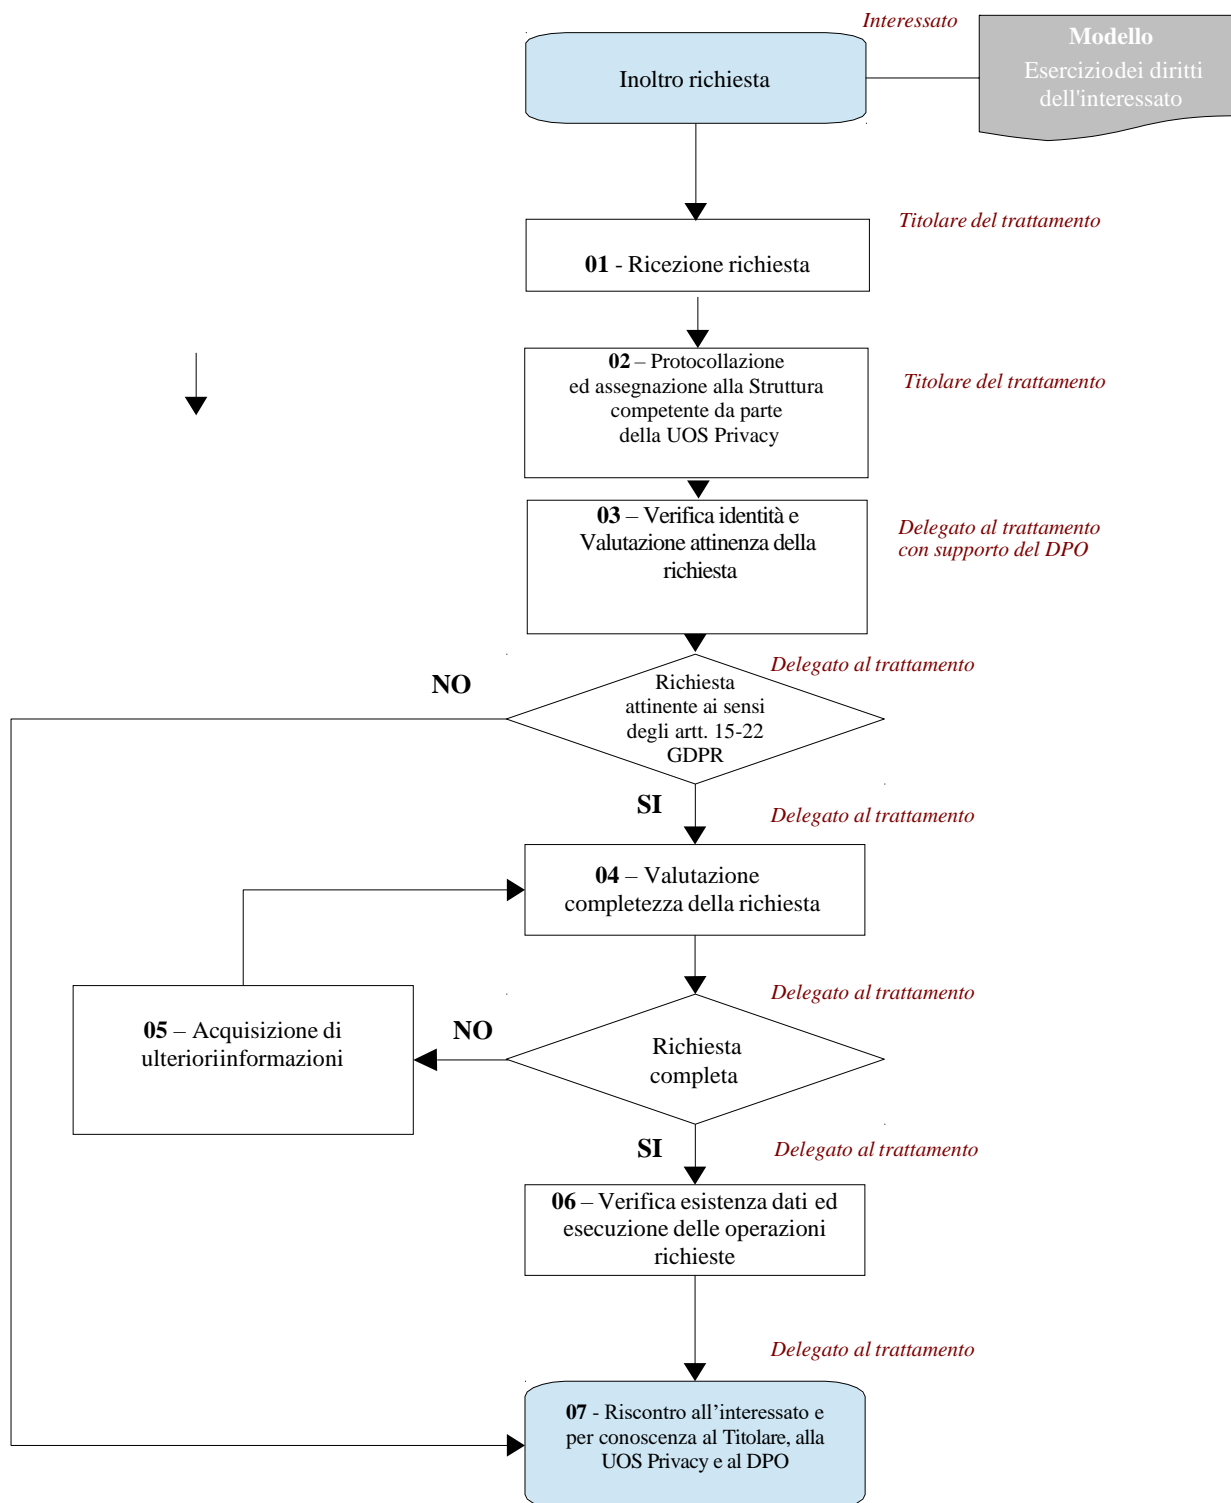 Interessato
Modello
Inoltro richiesta
Eserciziodei diritti
dell'interessato
Titolare del trattamento
01 - Ricezione richiesta
02 – Protocollazione
ed assegnazione alla Struttura
competente da parte
della UOS Privacy
Titolare del trattamento
03 – Verifica identità e
Valutazione attinenza della
richiesta
Delegato al trattamento
con supporto del DPO
Delegato al trattamento
NO
Richiesta
attinente ai sensi
degli artt. 15-22
GDPR
SI
Delegato al trattamento
04 – Valutazione
completezza della richiesta
Delegato al trattamento
05 – Acquisizione di
ulterioriinformazioni
NO
Richiesta
completa
SI
Delegato al trattamento
06 – Verifica esistenza dati ed
esecuzione delle operazioni
richieste
Delegato al trattamento
07 - Riscontro all’interessato e
per conoscenza al Titolare, alla
UOS Privacy e al DPO